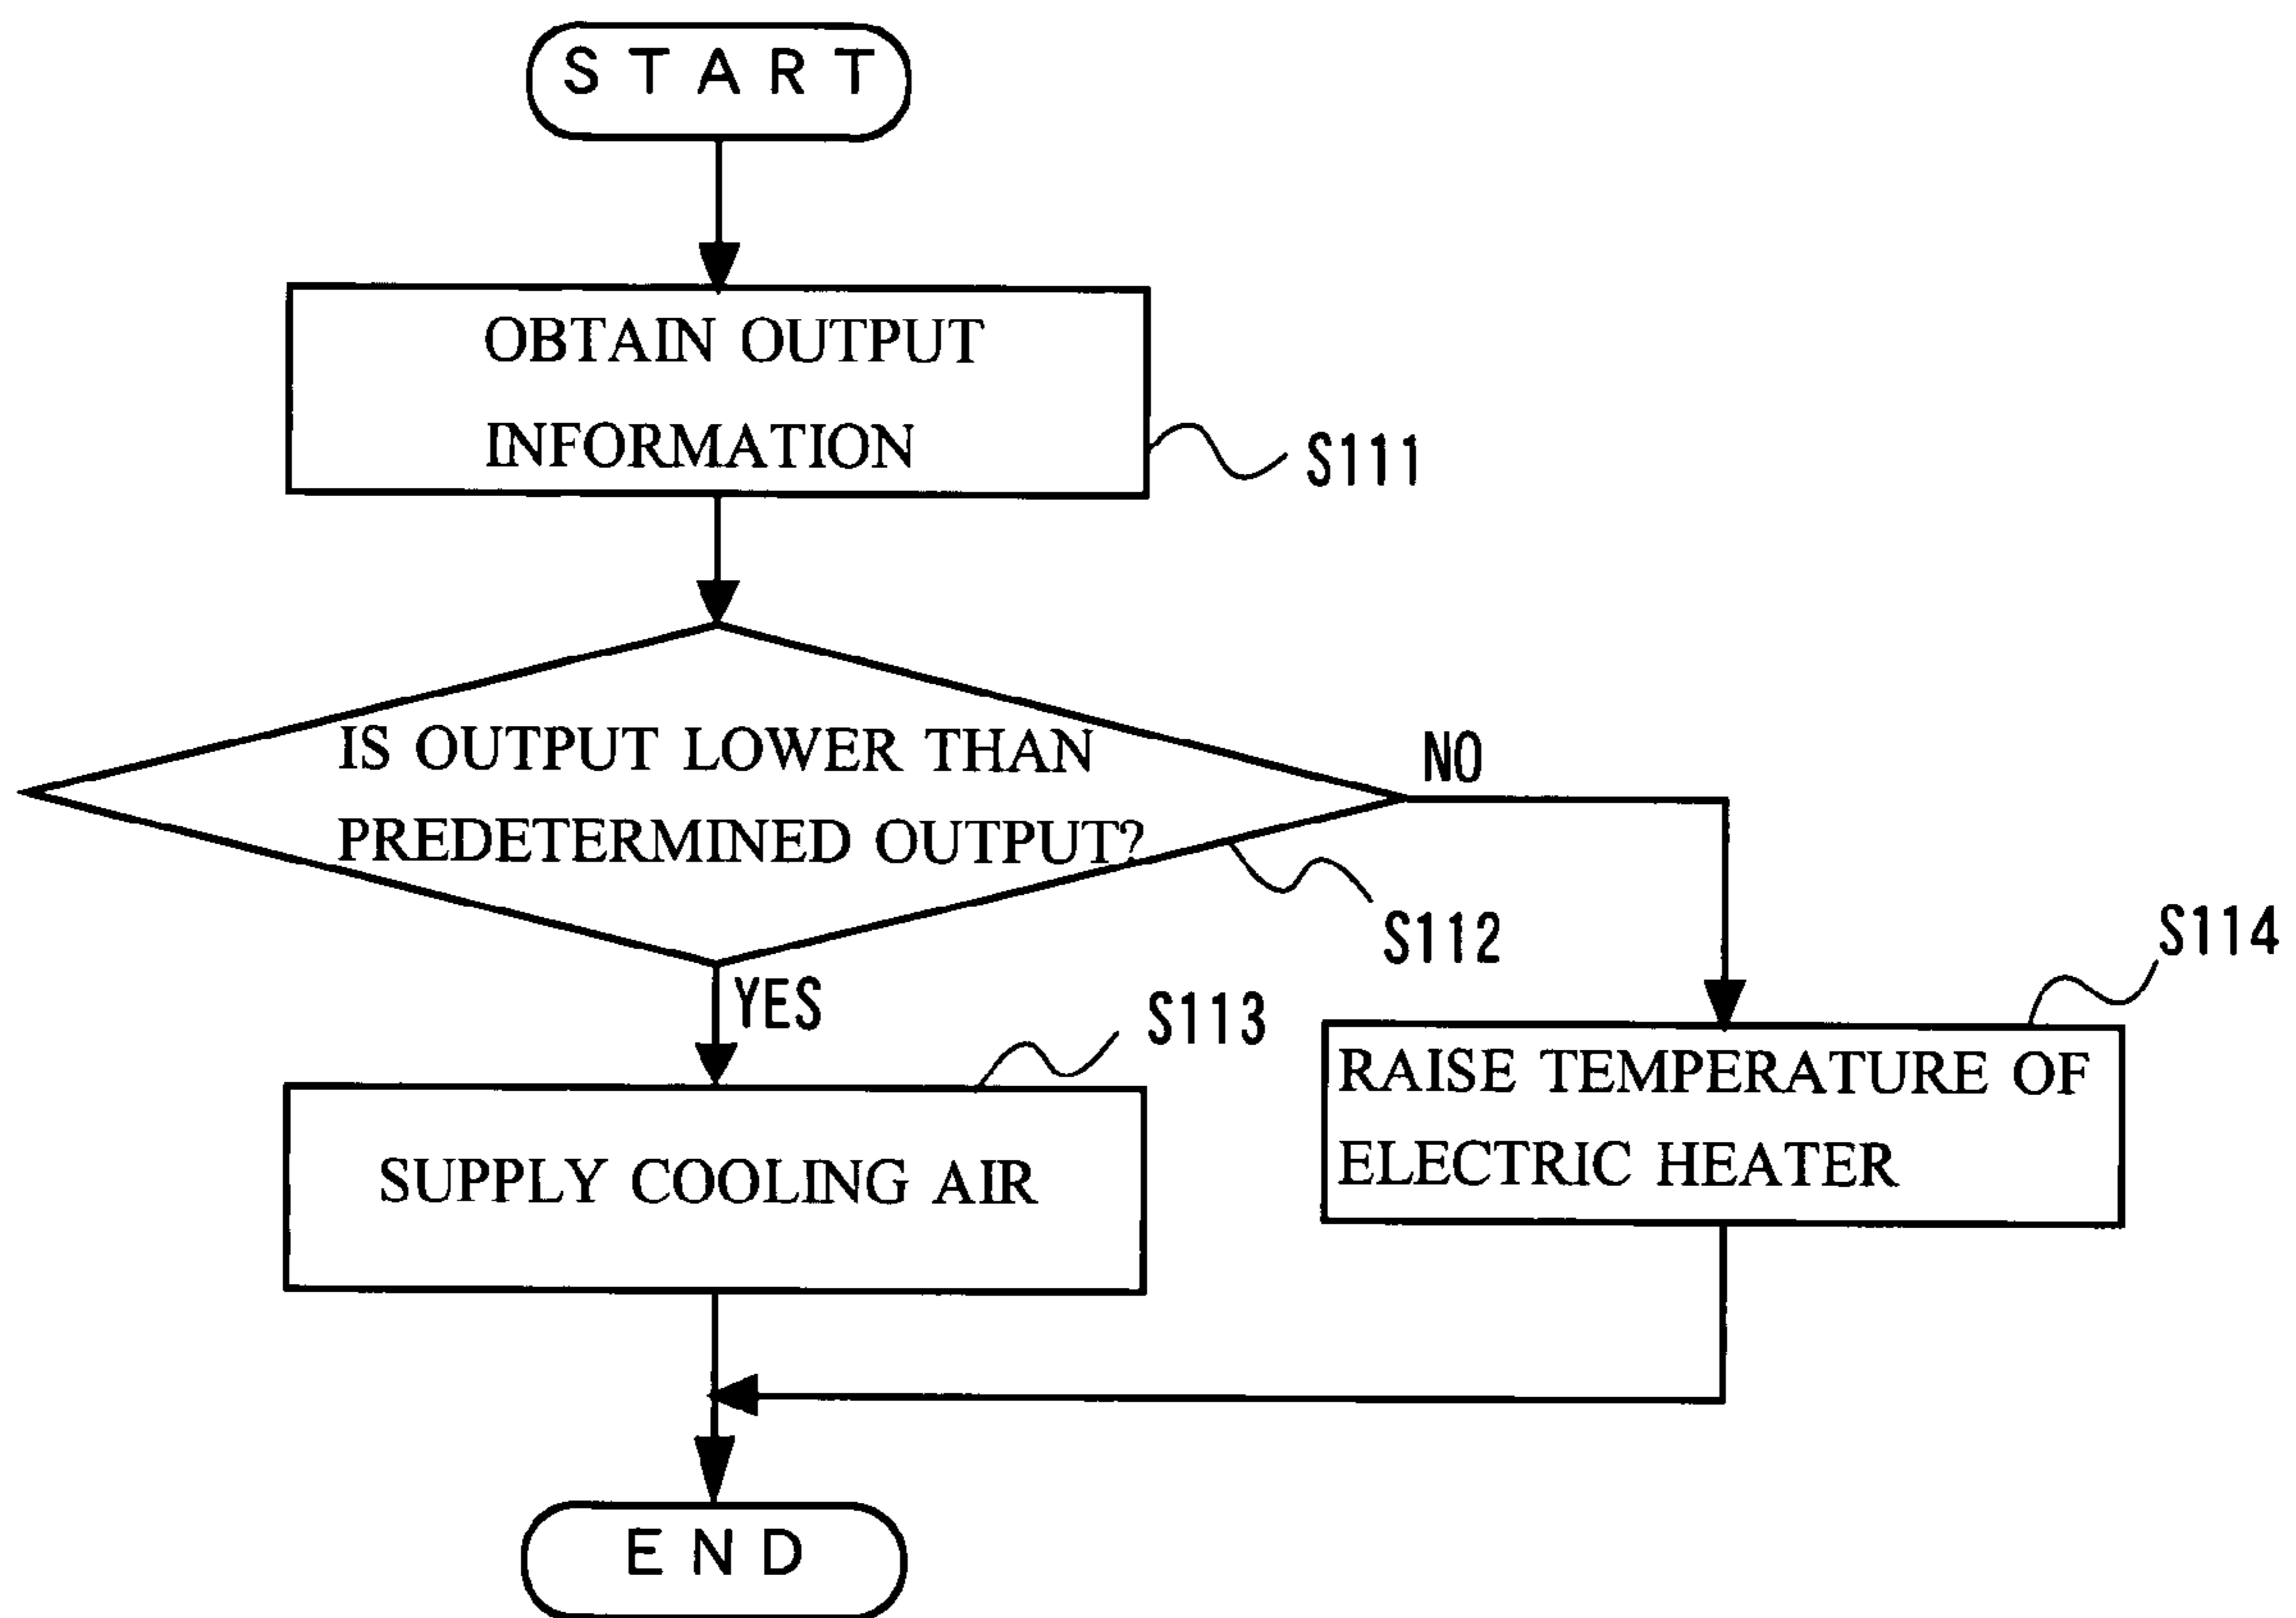 START
OBTAIN OUTPUT
INFORMATION
S111
IS OUTPUT LOWER THAN
PREDETERMINED OUTPUT?
NO
S112
YES
S113
S114
SUPPLY COOLING AIR
RAISE TEMPERATURE OF
ELECTRIC HEATER
END